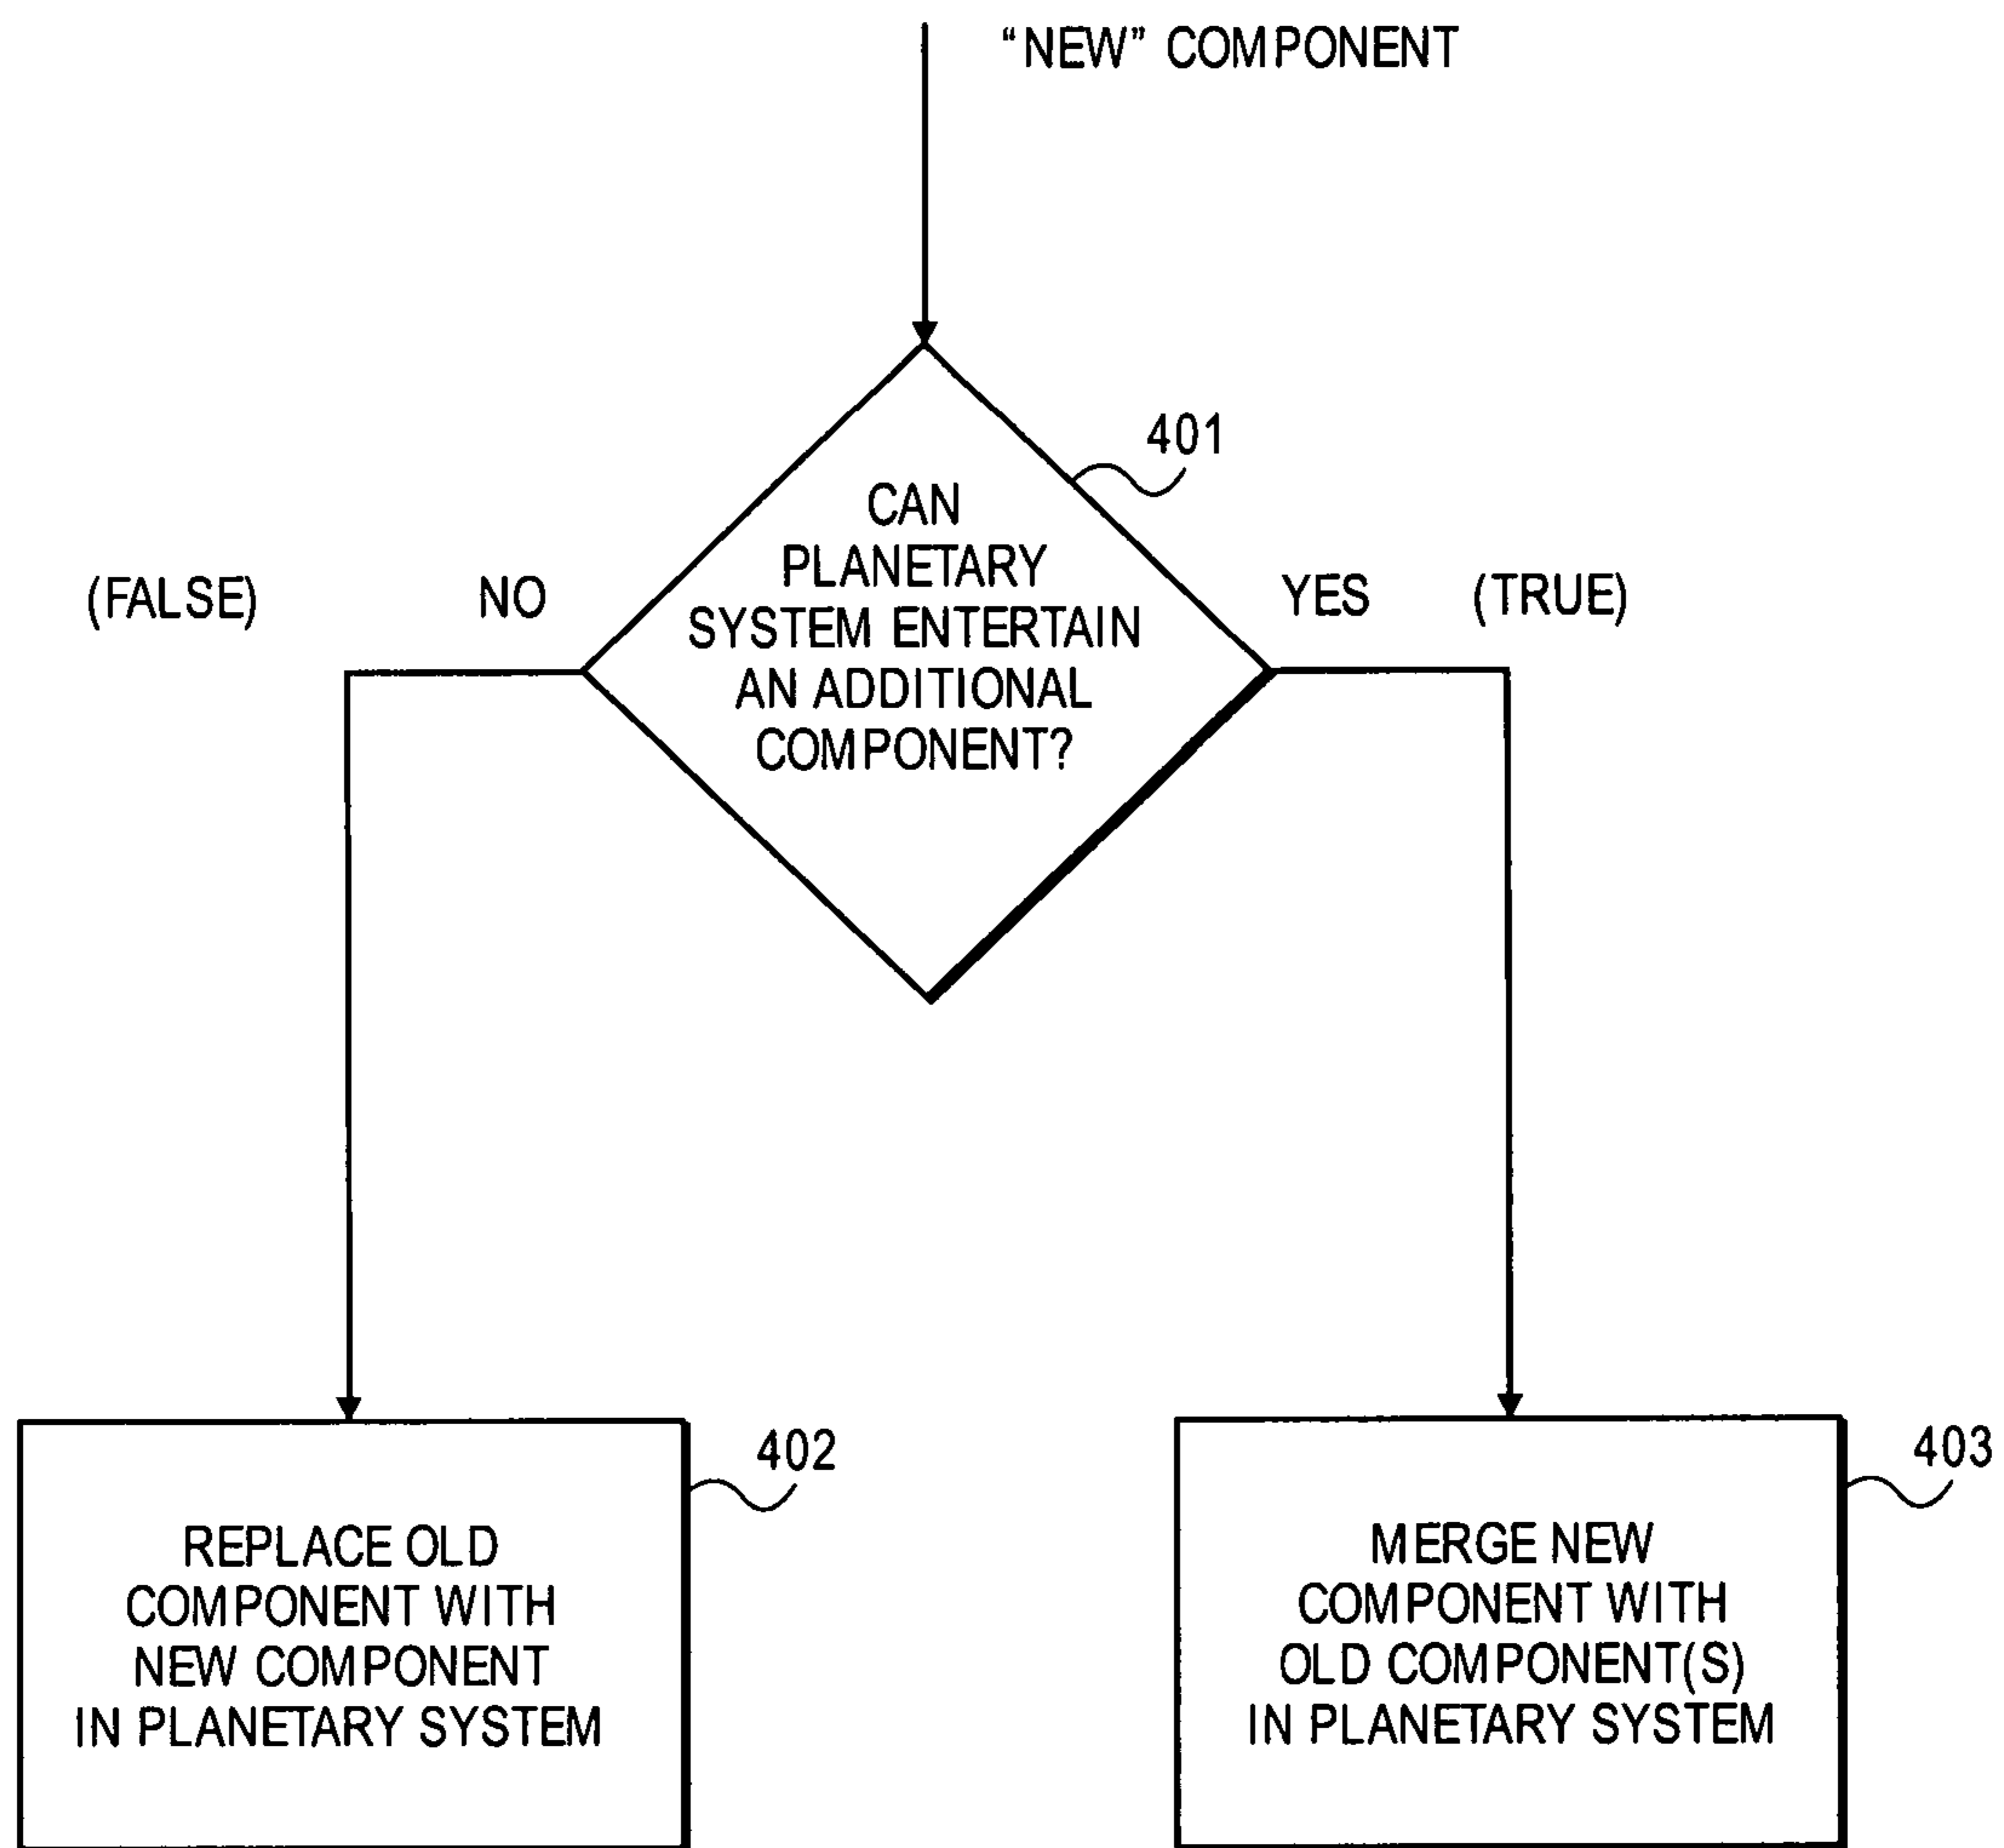 “NEW” COMPONENT
401
CAN
PLANETARY
SYSTEM ENTERTAIN
AN ADDITIONAL
COMPONENT?
(FALSE) NO
YES (TRUE)
402
REPLACE OLD
COMPONENT WITH
NEW COMPONENT
IN PLANETARY SYSTEM
403
MERGE NEW
COMPONENT WITH
OLD COMPONENT(S)
IN PLANETARY SYSTEM